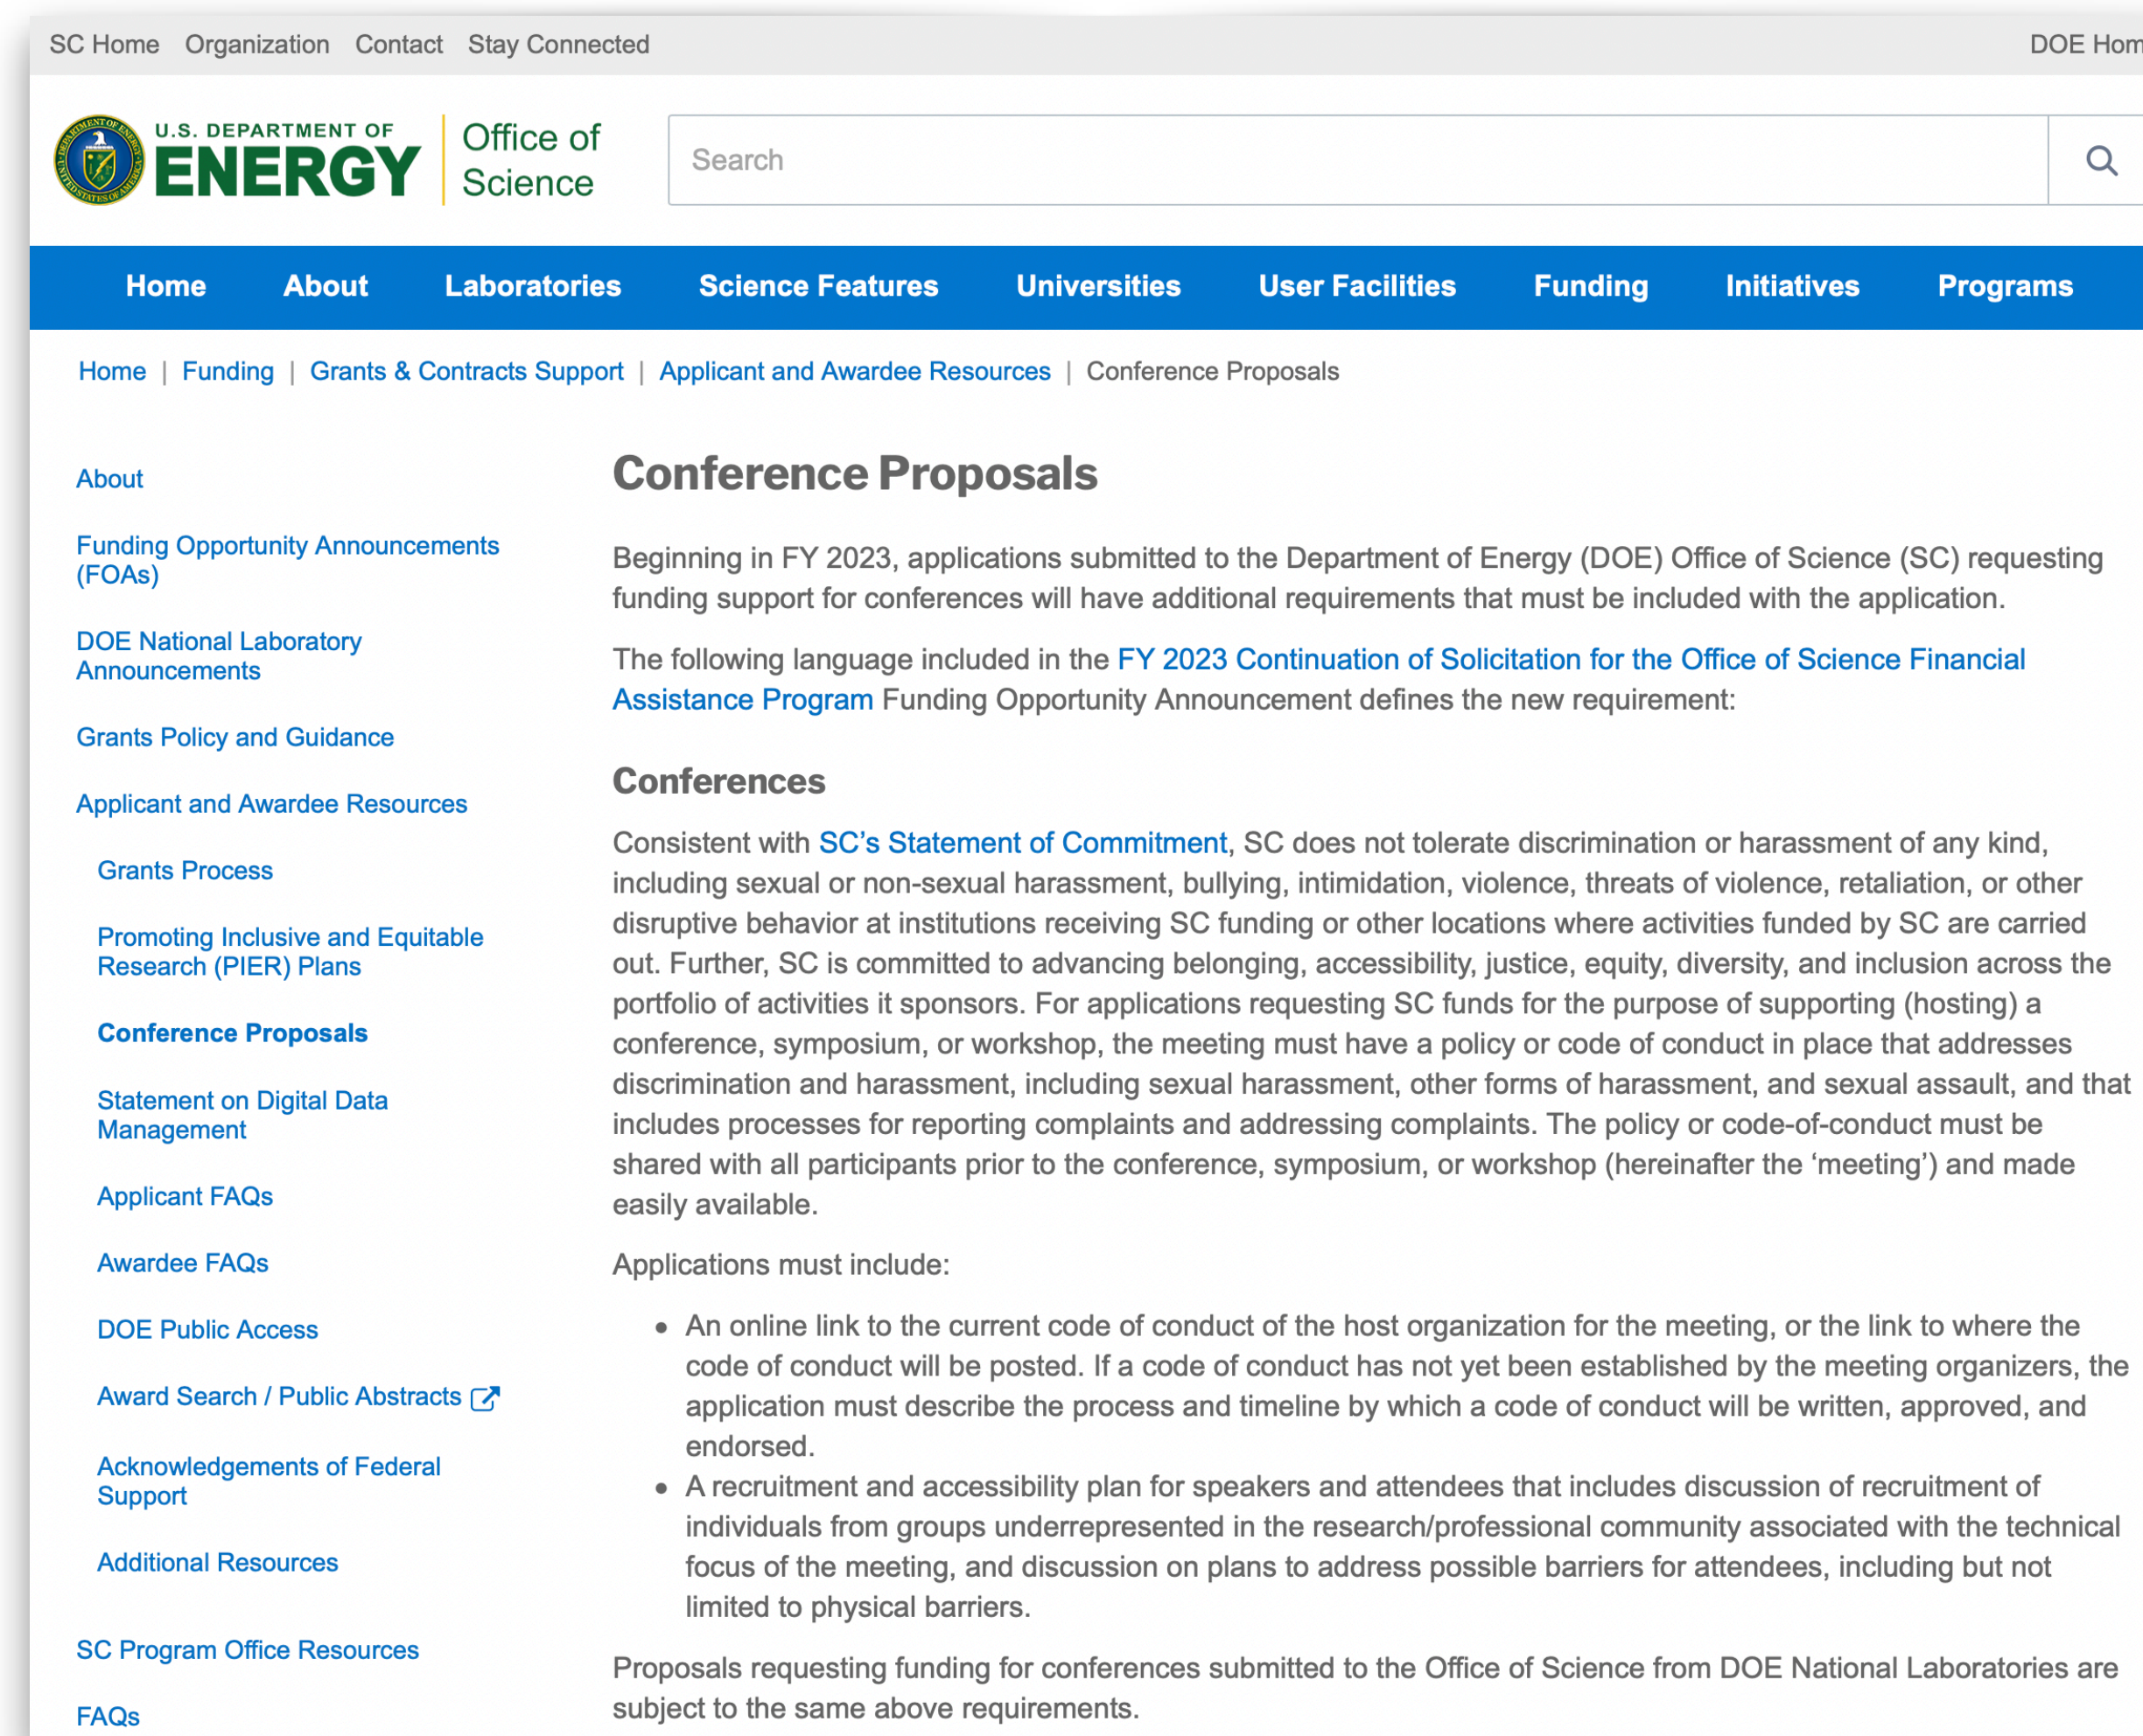 SC Home Organization Contact Stay Connected DOE Hom
U.S. DEPARTMENT OF
ENERGY
Office of
Science
Search
Home About Laboratories Science Features Universities User Facilities Funding Initiatives Programs
Home | Funding | Grants & Contracts Support | Applicant and Awardee Resources | Conference Proposals
About
Funding Opportunity Announcements
(FOAs)
DOE National Laboratory
Announcements
Grants Policy and Guidance
Applicant and Awardee Resources
Grants Process
Promoting Inclusive and Equitable
Research (PIER) Plans
Conference Proposals
Statement on Digital Data
Management
Applicant FAQs
Awardee FAQs
DOE Public Access
Award Search / Public Abstracts
Acknowledgements of Federal
Support
Additional Resources
SC Program Office Resources
FAQs
Conference Proposals
Beginning in FY 2023, applications submitted to the Department of Energy (DOE) Office of Science (SC) requesting
funding support for conferences will have additional requirements that must be included with the application.
The following language included in the FY 2023 Continuation of Solicitation for the Office of Science Financial
Assistance Program Funding Opportunity Announcement defines the new requirement:
Conferences
Consistent with SC’s Statement of Commitment, SC does not tolerate discrimination or harassment of any kind,
including sexual or non-sexual harassment, bullying, intimidation, violence, threats of violence, retaliation, or other
disruptive behavior at institutions receiving SC funding or other locations where activities funded by SC are carried
out. Further, SC is committed to advancing belonging, accessibility, justice, equity, diversity, and inclusion across the
portfolio of activities it sponsors. For applications requesting SC funds for the purpose of supporting (hosting) a
conference, symposium, or workshop, the meeting must have a policy or code of conduct in place that addresses
discrimination and harassment, including sexual harassment, other forms of harassment, and sexual assault, and that
includes processes for reporting complaints and addressing complaints. The policy or code-of-conduct must be
shared with all participants prior to the conference, symposium, or workshop (hereinafter the ‘meeting’) and made
easily available.
Applications must include:
• An online link to the current code of conduct of the host organization for the meeting, or the link to where the
code of conduct will be posted. If a code of conduct has not yet been established by the meeting organizers, the
application must describe the process and timeline by which a code of conduct will be written, approved, and
endorsed.
• A recruitment and accessibility plan for speakers and attendees that includes discussion of recruitment of
individuals from groups underrepresented in the research/professional community associated with the technical
focus of the meeting, and discussion on plans to address possible barriers for attendees, including but not
limited to physical barriers.
Proposals requesting funding for conferences submitted to the Office of Science from DOE National Laboratories are
subject to the same above requirements.